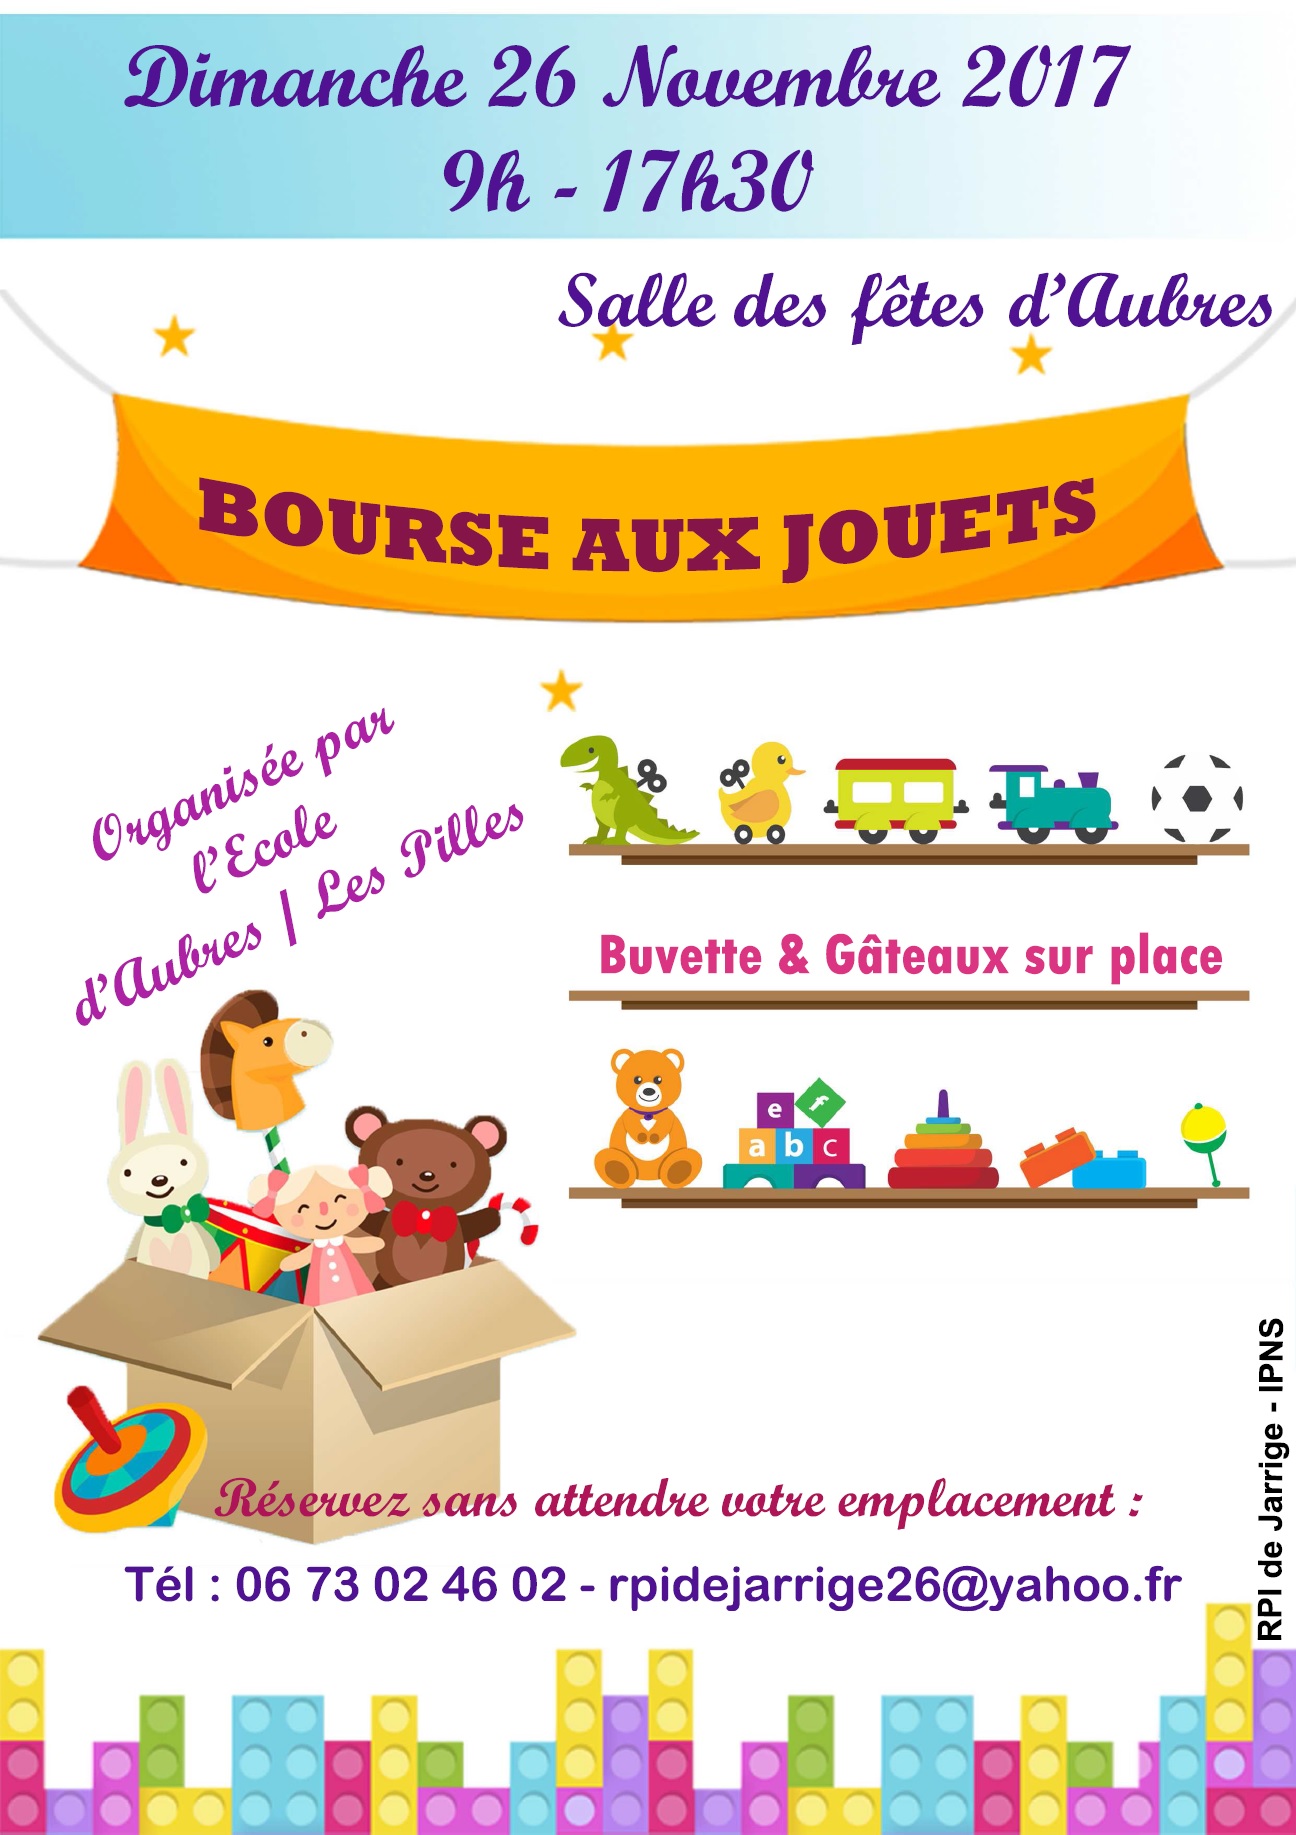 Dimanche 26 Novembre 2017
9h - 17h30
Salle des fêtes d'Aubres
BOURSE AUX JOUETS
Organisée par
l'Ecole
d'Aubres | Les Pilles
Buvette & Gâteaux sur place
e f
a b c
Réservez sans attendre votre emplacement :
Tél : 06 73 02 46 02 - rpidejarrige26@yahoo.fr
RPI de Jarrige - IPNS